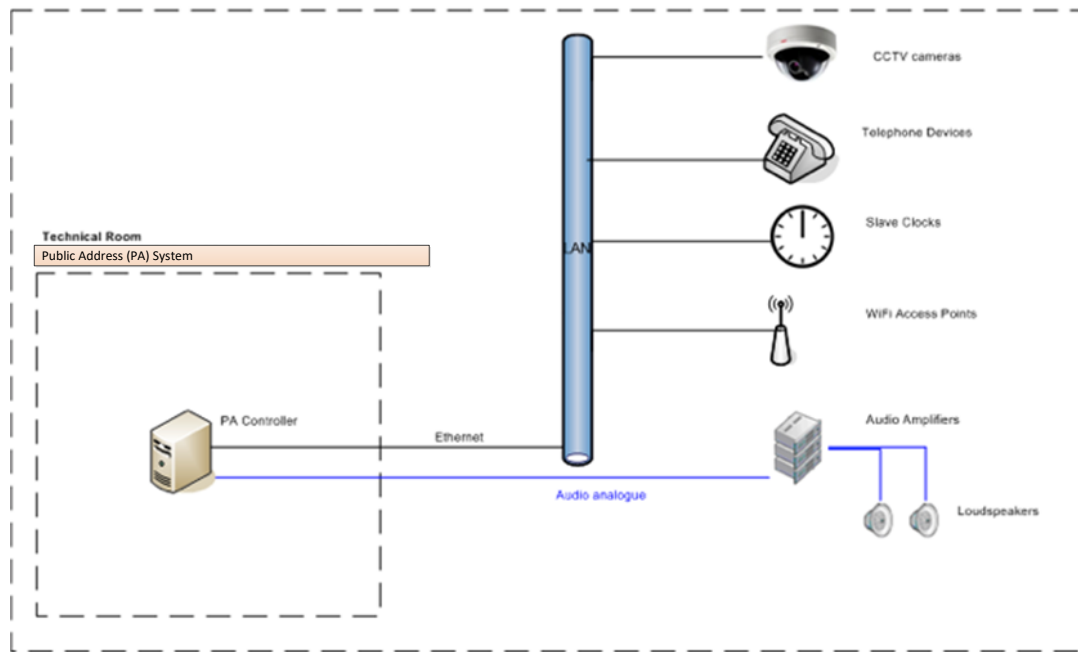 CCTV cameras
Telephone Devices
Slave Clocks
Technical Room
LAN
Public Address (PA) System
WiFi Access Points
PA Controller
Audio Amplifiers
Ethernet
Audio analogue
Loudspeakers